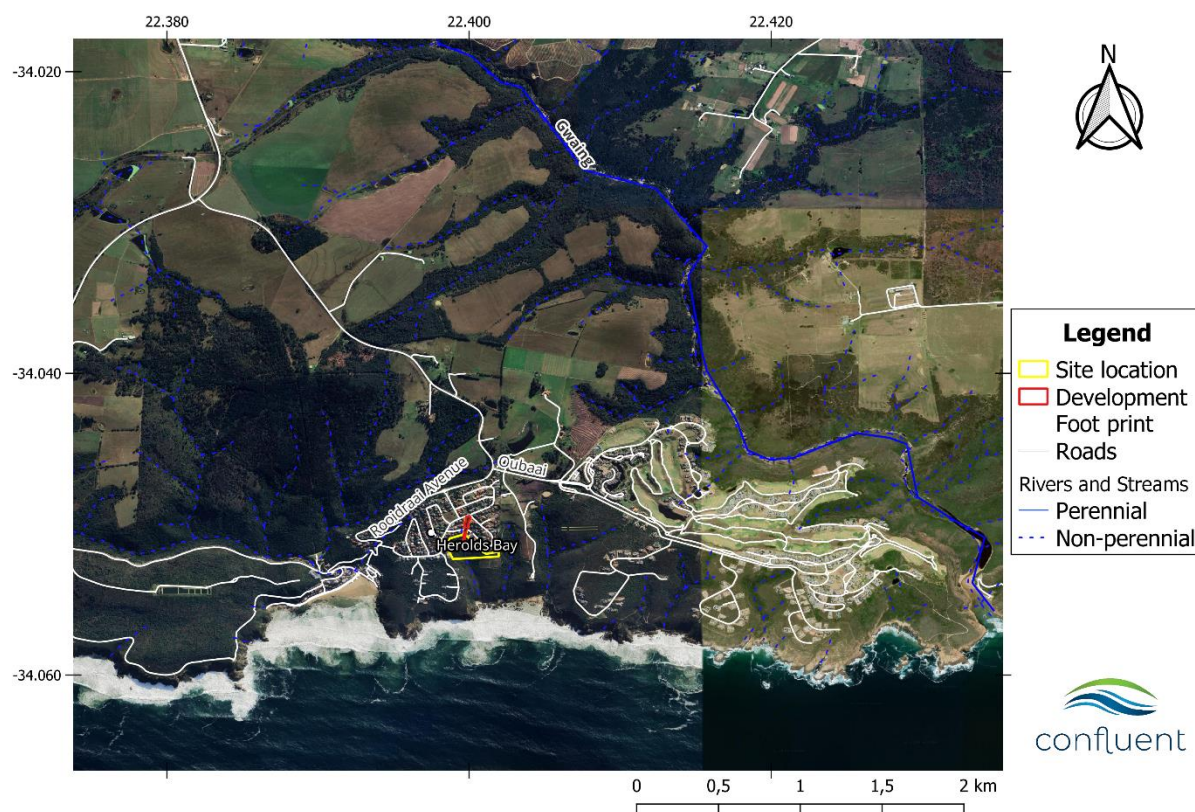 22.380
22.400
22.420
-34.020
-34.040
-34.060
N
Gwaing
Rooidraai Avenue
Oubaai
Herolds Bay
Legend
Site location
Development
Foot print
Roads
Rivers and Streams
Perennial
Non-perennial
confluent
0 0,5 1 1,5 2 km